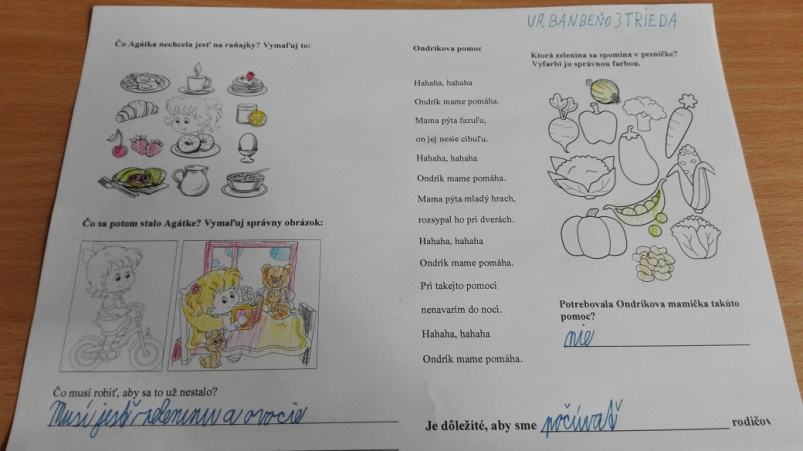 URBAN BEŇO 3 TRIEDA
Čo Agátka nechcela jesť na raňajky? Vymaľuj to:
Čo sa potom stalo Agátke? Vymaľuj správny obrázok:
Čo musí robiť, aby sa to už nestalo?
Musí jesť zeleninu a ovocie
Ondríkova pomoc
Hahaha, hahaha
Ondrík mame pomáha.
Mama pýta fazuľu,
on jej nesie cibuľu.
Hahaha, hahaha
Ondrík mame pomáha.
Mama pýta mladý hrach,
rozsypal ho pri dverách.
Hahaha, hahaha
Ondrík mame pomáha.
Pri takejto pomoci
nenavarím do noci.
Hahaha, hahaha
Ondrík mame pomáha.
Ktorá zelenina sa spomína v pesničke?
Vyfarbi ju správnou farbou.
Potrebovala Ondríkova mamička takúto
pomoc?
nie
Je dôležité, aby sme počúvať rodičov